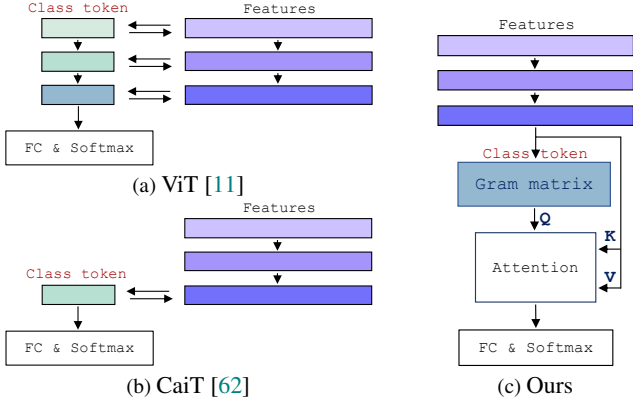 Class token
Features
FC & Softmax
(a) ViT [11]
Features
Class token
FC & Softmax
(b) CaiT [62]
Features
Class token
Gram matrix
Q
K
Attention
V
FC & Softmax
(c) Ours